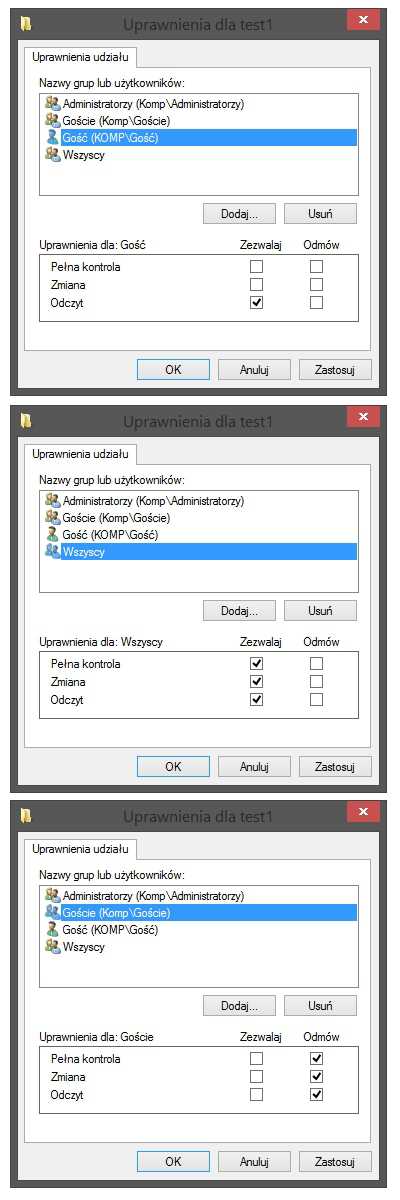 Uprawnienia dla test1
Uprawnienia udziału
Nazwy grup lub użytkowników:
Administratorzy (Komp\Administratorzy)
Goście (Komp\Goście)
Gość (KOMP\Gość)
Wszyscy
Dodaj... Usuń
Uprawnienia dla: Gość Zezwalaj Odmów
Pełna kontrola
Zmiana
Odczyt
OK Anuluj Zastosuj
Uprawnienia dla test1
Uprawnienia udziału
Nazwy grup lub użytkowników:
Administratorzy (Komp\Administratorzy)
Goście (Komp\Goście)
Gość (KOMP\Gość)
Wszyscy
Dodaj... Usuń
Uprawnienia dla: Wszyscy Zezwalaj Odmów
Pełna kontrola
Zmiana
Odczyt
OK Anuluj Zastosuj
Uprawnienia dla test1
Uprawnienia udziału
Nazwy grup lub użytkowników:
Administratorzy (Komp\Administratorzy)
Goście (Komp\Goście)
Gość (KOMP\Gość)
Wszyscy
Dodaj... Usuń
Uprawnienia dla: Goście Zezwalaj Odmów
Pełna kontrola
Zmiana
Odczyt
OK Anuluj Zastosuj